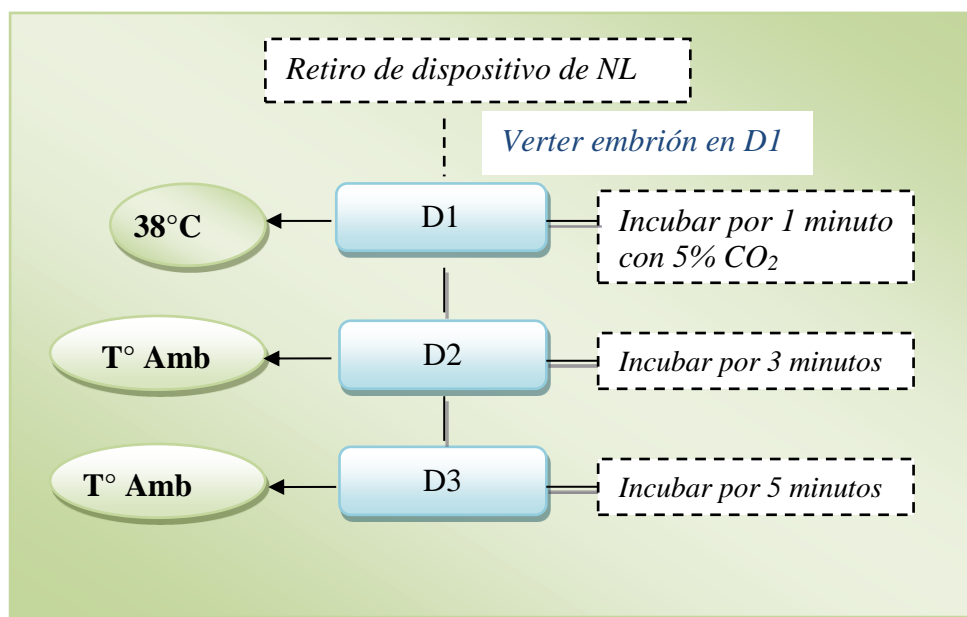 Retiro de dispositivo de NL
Verter embrión en D1
38°C
D1
Incubar por 1 minuto
con 5% CO₂
T° Amb
D2
Incubar por 3 minutos
T° Amb
D3
Incubar por 5 minutos